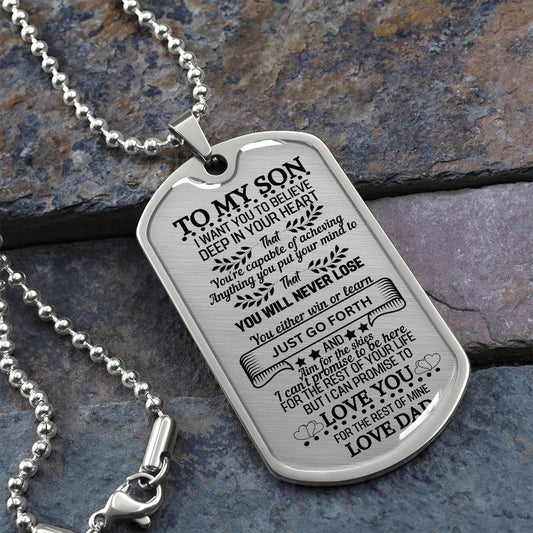 TO MY SON
I WANT YOU TO BELIEVE
DEEP IN YOUR HEART
That
You're capable of achieving
Anything you put your mind to
That
YOU WILL NEVER LOSE
You either win or learn
JUST GO FORTH
AND
Aim for the skies
I can't promise to be here
FOR THE REST OF YOUR LIFE
BUT I CAN PROMISE TO
LOVE YOU
FOR THE REST OF MINE
LOVE DAD